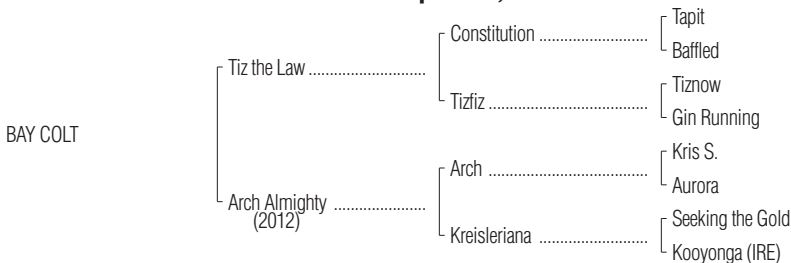 Tapit
Constitution ................................
Baffled
Tiz the Law ...................................
Tiznow
Tizfiz ...............................................
Gin Running
BAY COLT
Kris S.
Arch ...............................................
Aurora
Arch Almighty ...........................
(2012)
Seeking the Gold
Kreisleriana ................................
Kooyonga (IRE)